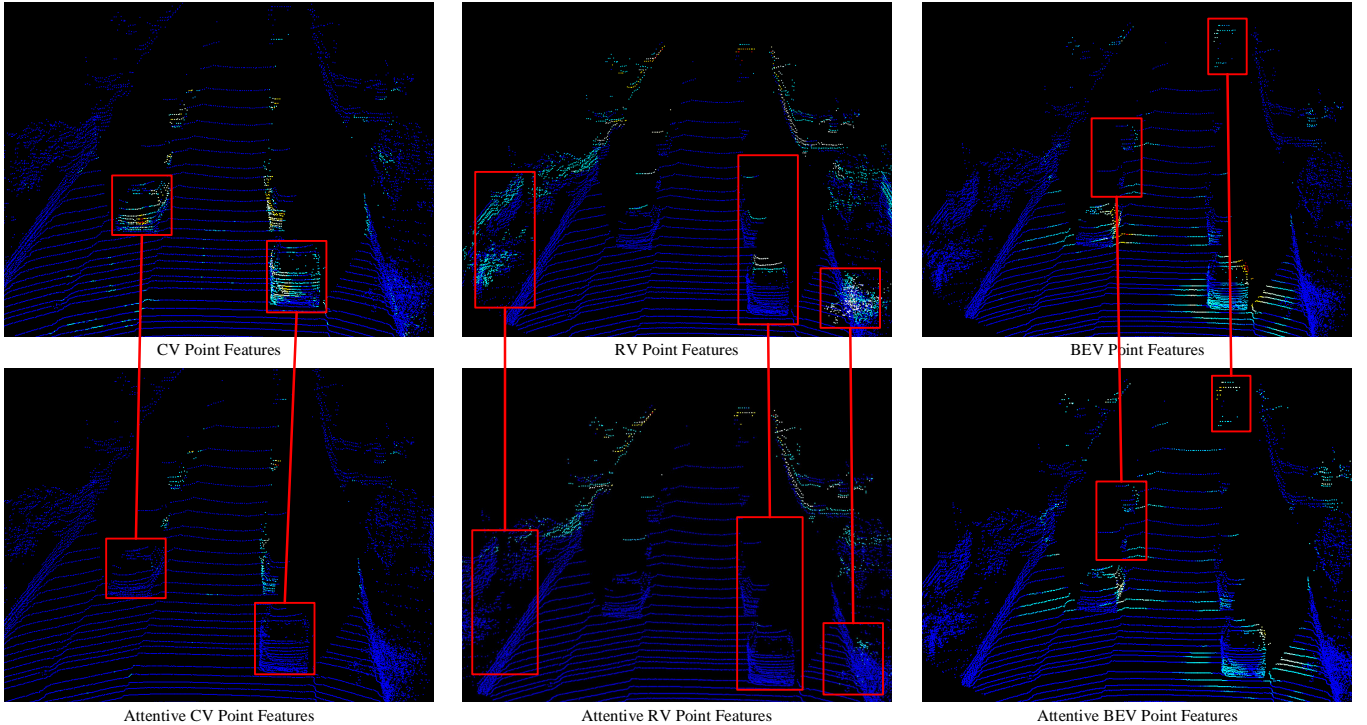 CV Point Features
RV Point Features
BEV Point Features
Attentive CV Point Features
Attentive RV Point Features
Attentive BEV Point Features